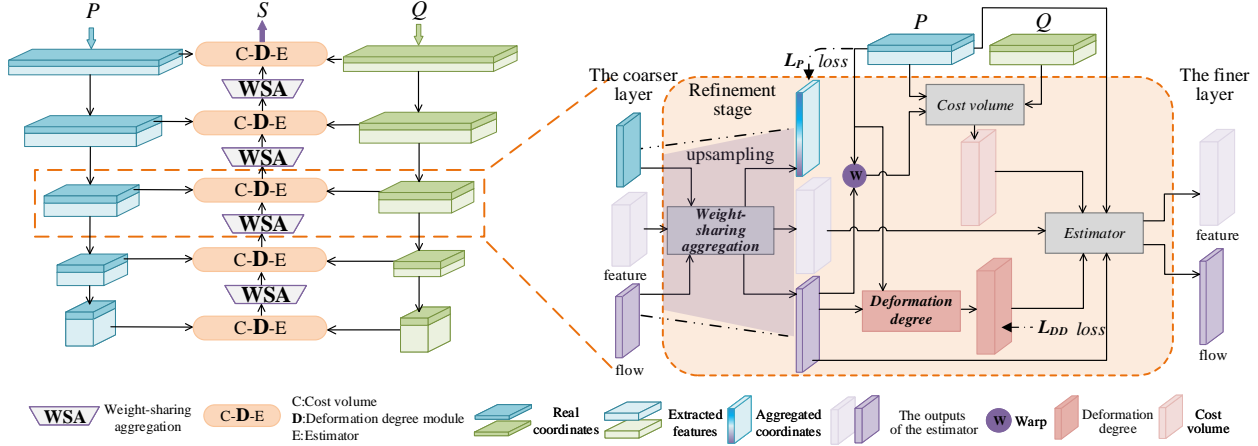 P
S
Q
C-D-E
WSA
C-D-E
WSA
C-D-E
WSA
C-D-E
WSA
C-D-E
The coarser
layer
feature
flow
Refinement
stage
upsampling
Weight-
sharing
aggregation
L_P loss
P
Q
Cost volume
W
Deformation
degree
L_DD loss
Estimator
The finer
layer
feature
flow
WSA
Weight-sharing
aggregation
C-D-E
C:Cost volume
D:Deformation degree module
E:Estimator
Real
coordinates
Extracted
features
Aggregated
coordinates
The outputs
of the estimator
W
Warp
Deformation
degree
Cost
volume